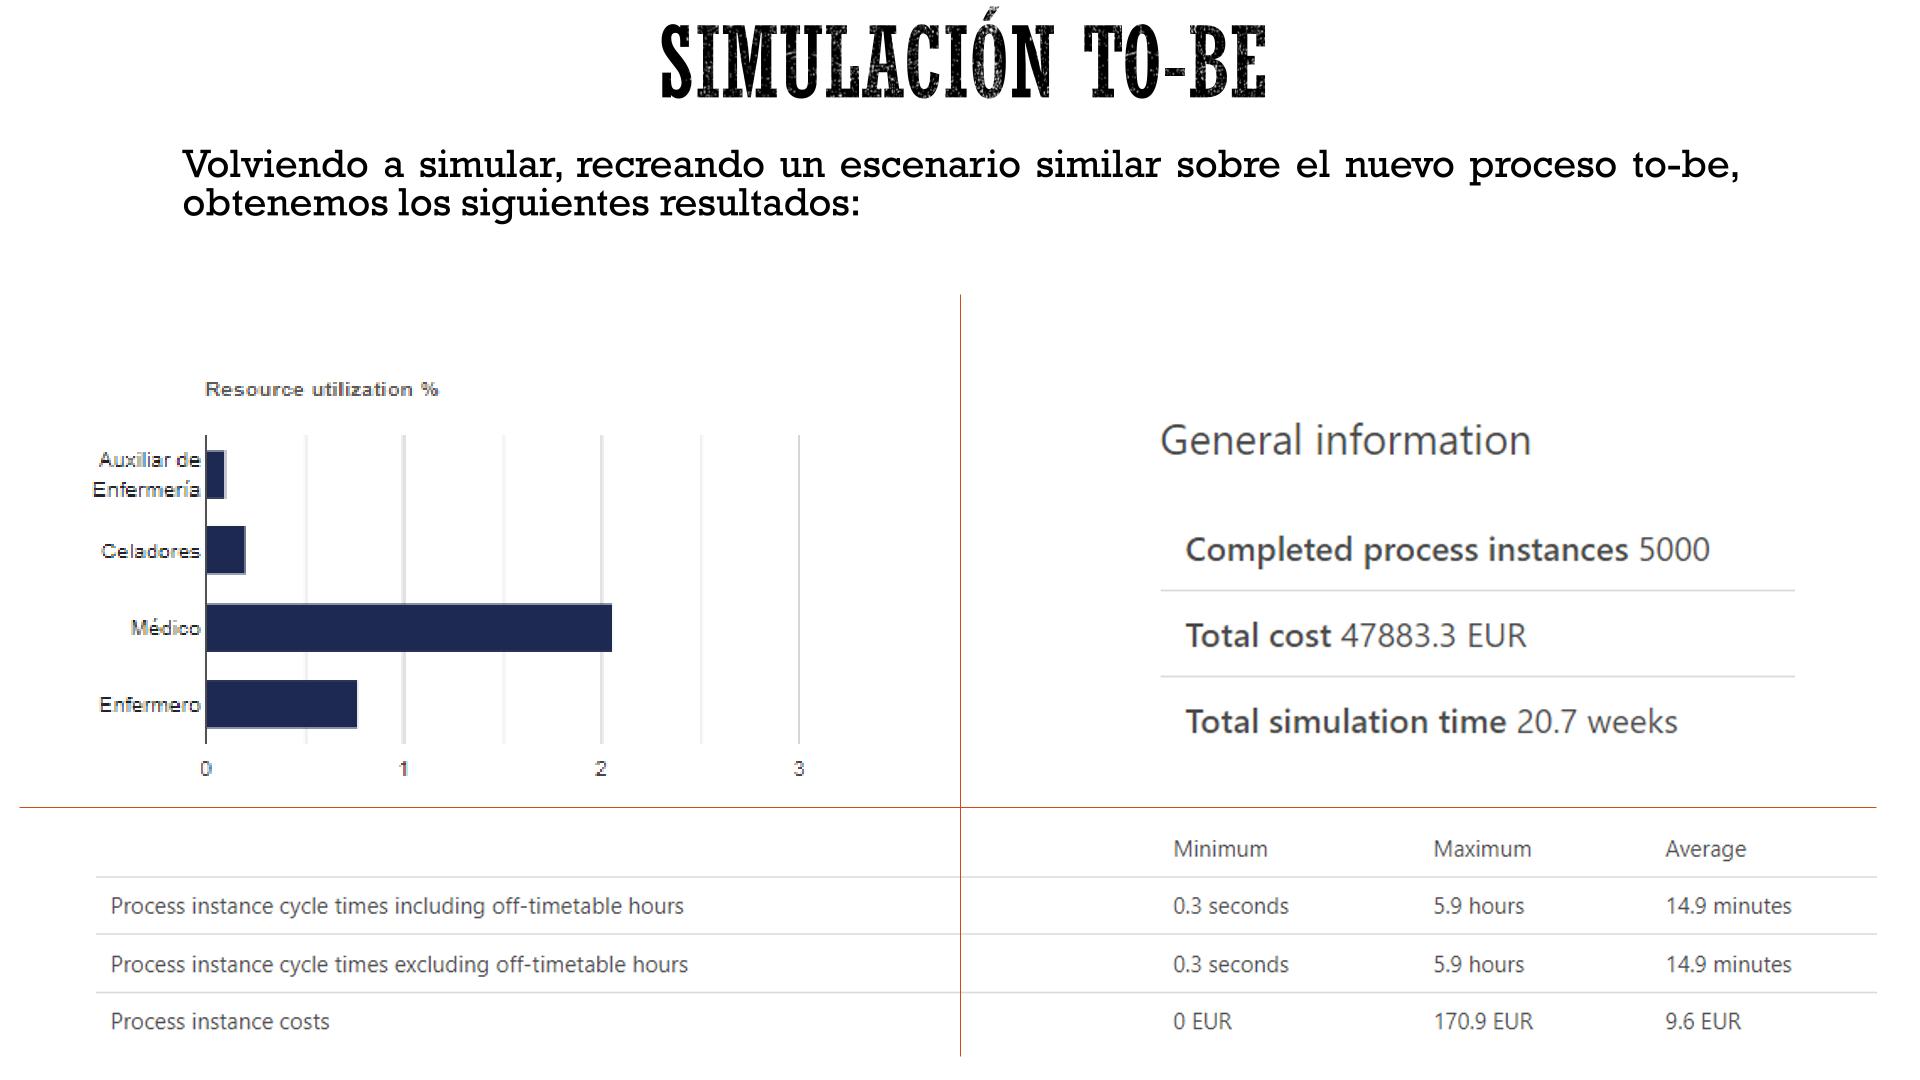 SIMULACIÓN TO-BE
Volviendo a simular, recreando un escenario similar sobre el nuevo proceso to-be,
obtenemos los siguientes resultados:
Resource utilization %
Auxiliar de
Enfermería
Celadores
Médico
Enfermero
0 1 2 3
General information
Completed process instances 5000
Total cost 47883.3 EUR
Total simulation time 20.7 weeks
Minimum Maximum Average
Process instance cycle times including off-timetable hours 0.3 seconds 5.9 hours 14.9 minutes
Process instance cycle times excluding off-timetable hours 0.3 seconds 5.9 hours 14.9 minutes
Process instance costs 0 EUR 170.9 EUR 9.6 EUR